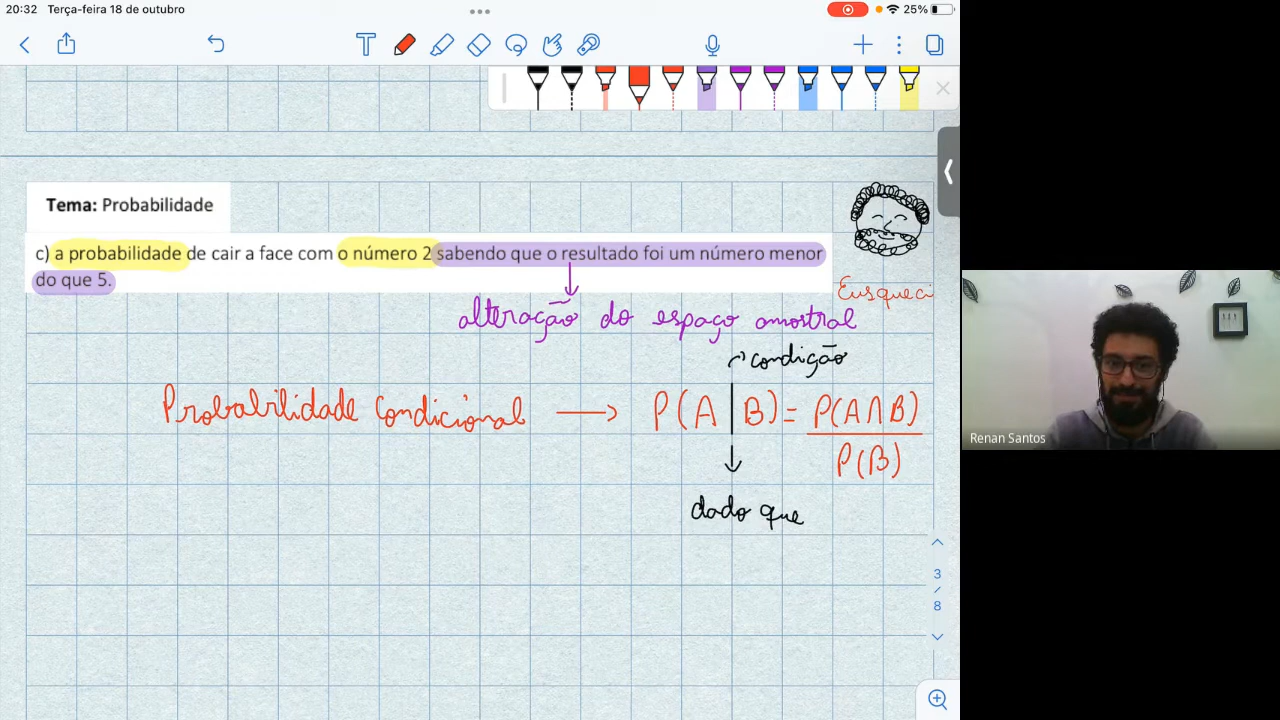 20:32 Terça-feira 18 de outubro
25%
Tema: Probabilidade
c) a probabilidade de cair a face com o número 2 sabendo que o resultado foi um número menor
do que 5.
Eusqueci
alteração do espaço amostral
condição
Probabilidade Condicional → P(A|B) = P(A∩B)
P(B)
dado que
Renan Santos
3
/
8